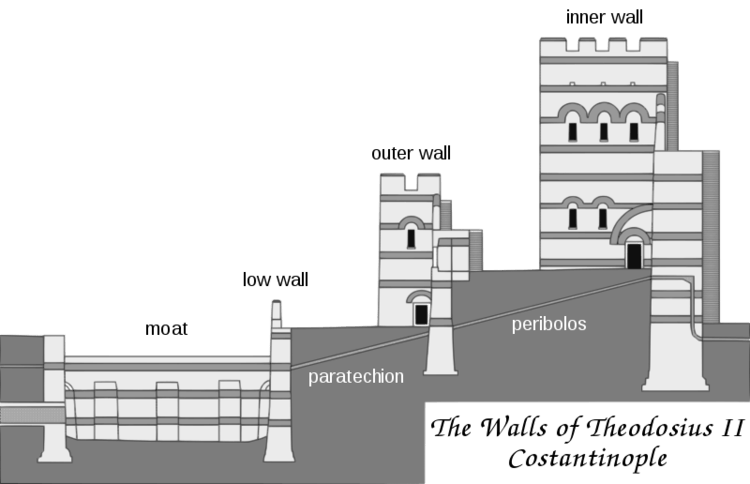 inner wall
outer wall
low wall
moat
peribolos
paratechion
The Walls of Theodosius II
Costantinople